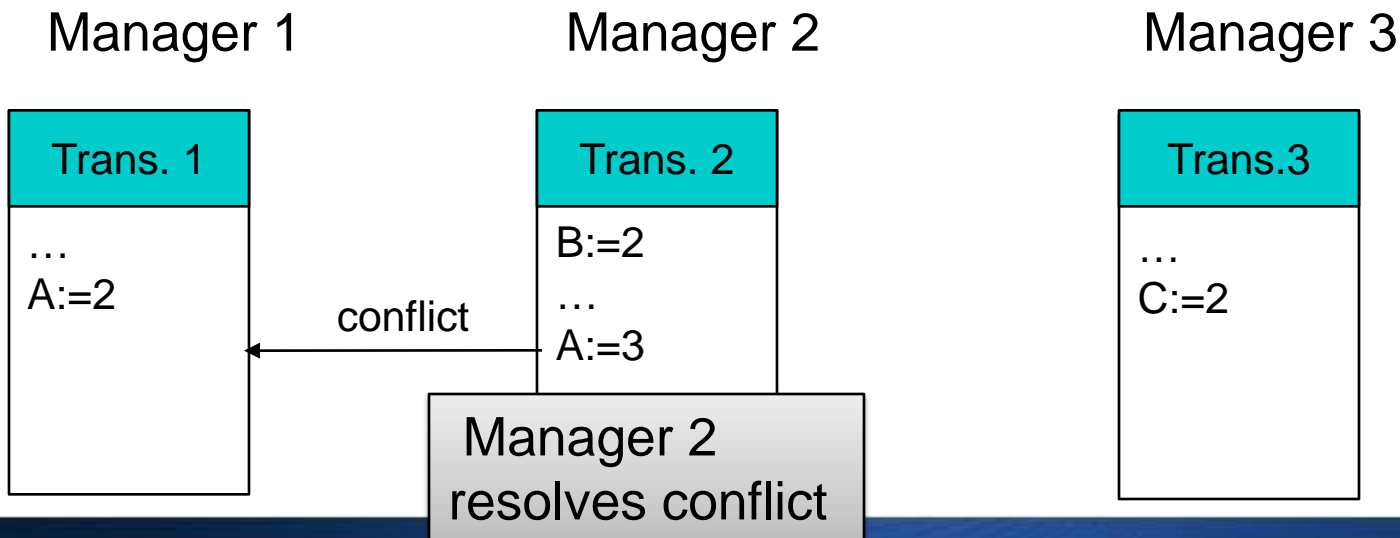 Manager 1
Manager 2
Manager 3
Trans. 1
Trans. 2
Trans.3
…
A:=2
conflict
B:=2
…
A:=3
…
C:=2
Manager 2
resolves conflict